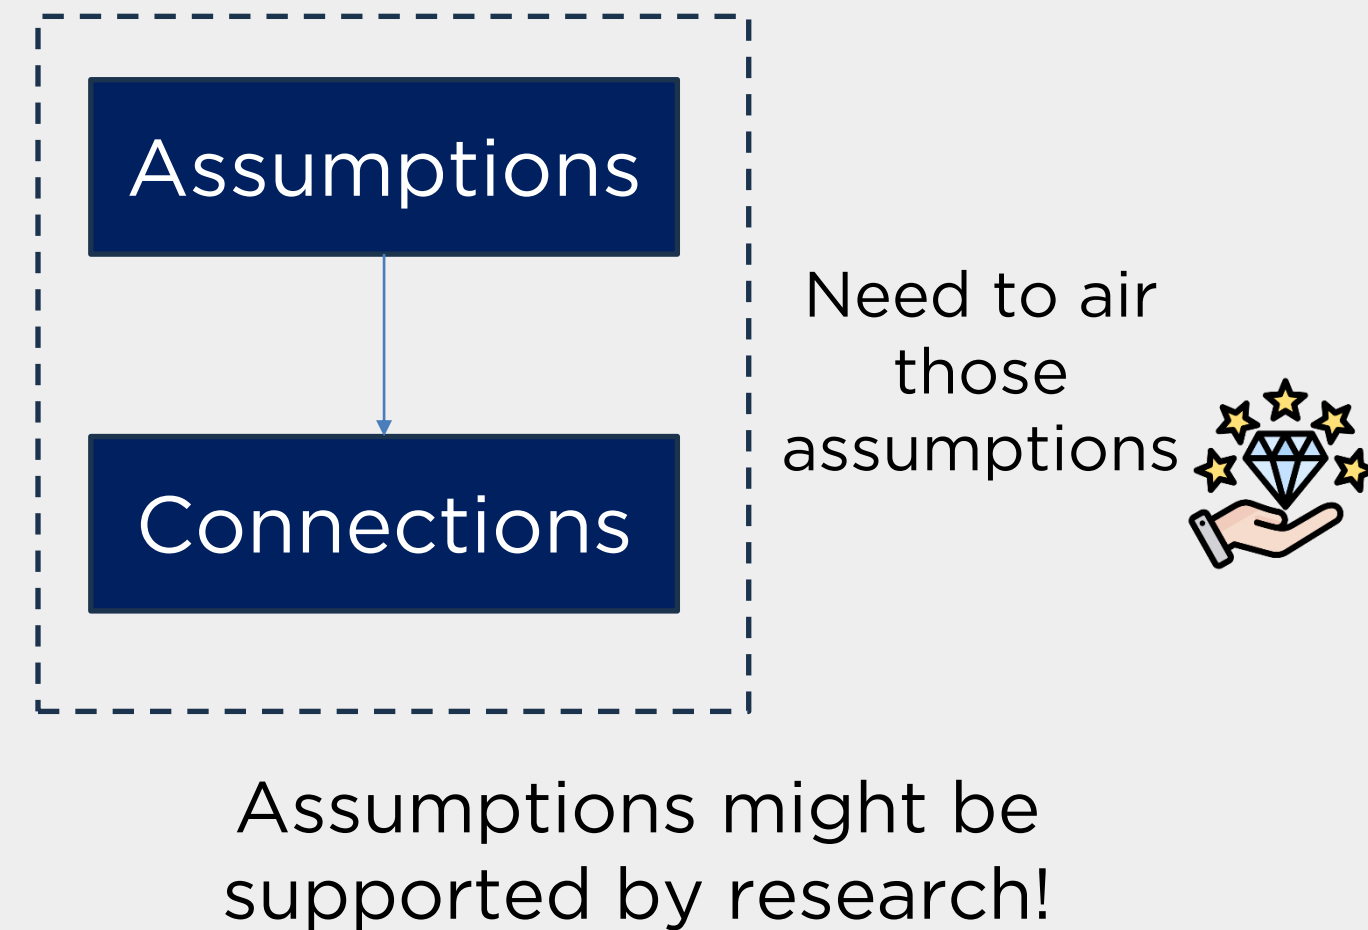 Assumptions
Need to air
those
assumptions
Connections
Assumptions might be
supported by research!